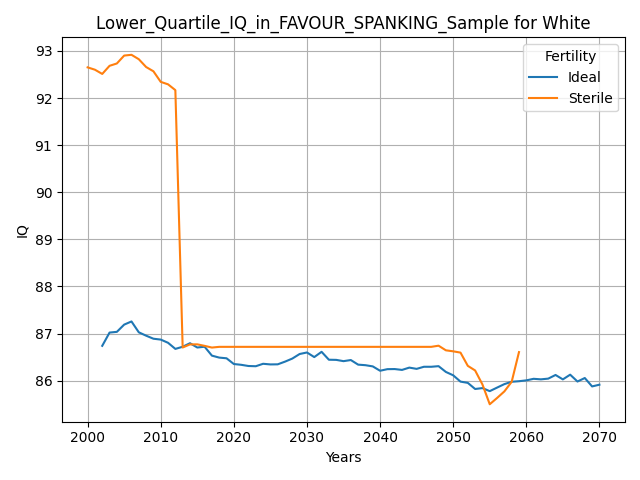 Lower_Quartile_IQ_in_FAVOUR_SPANKING_Sample for White
Fertility
Ideal
Sterile
93
92
91
90
89
88
87
86
IQ
2000 2010 2020 2030 2040 2050 2060 2070
Years